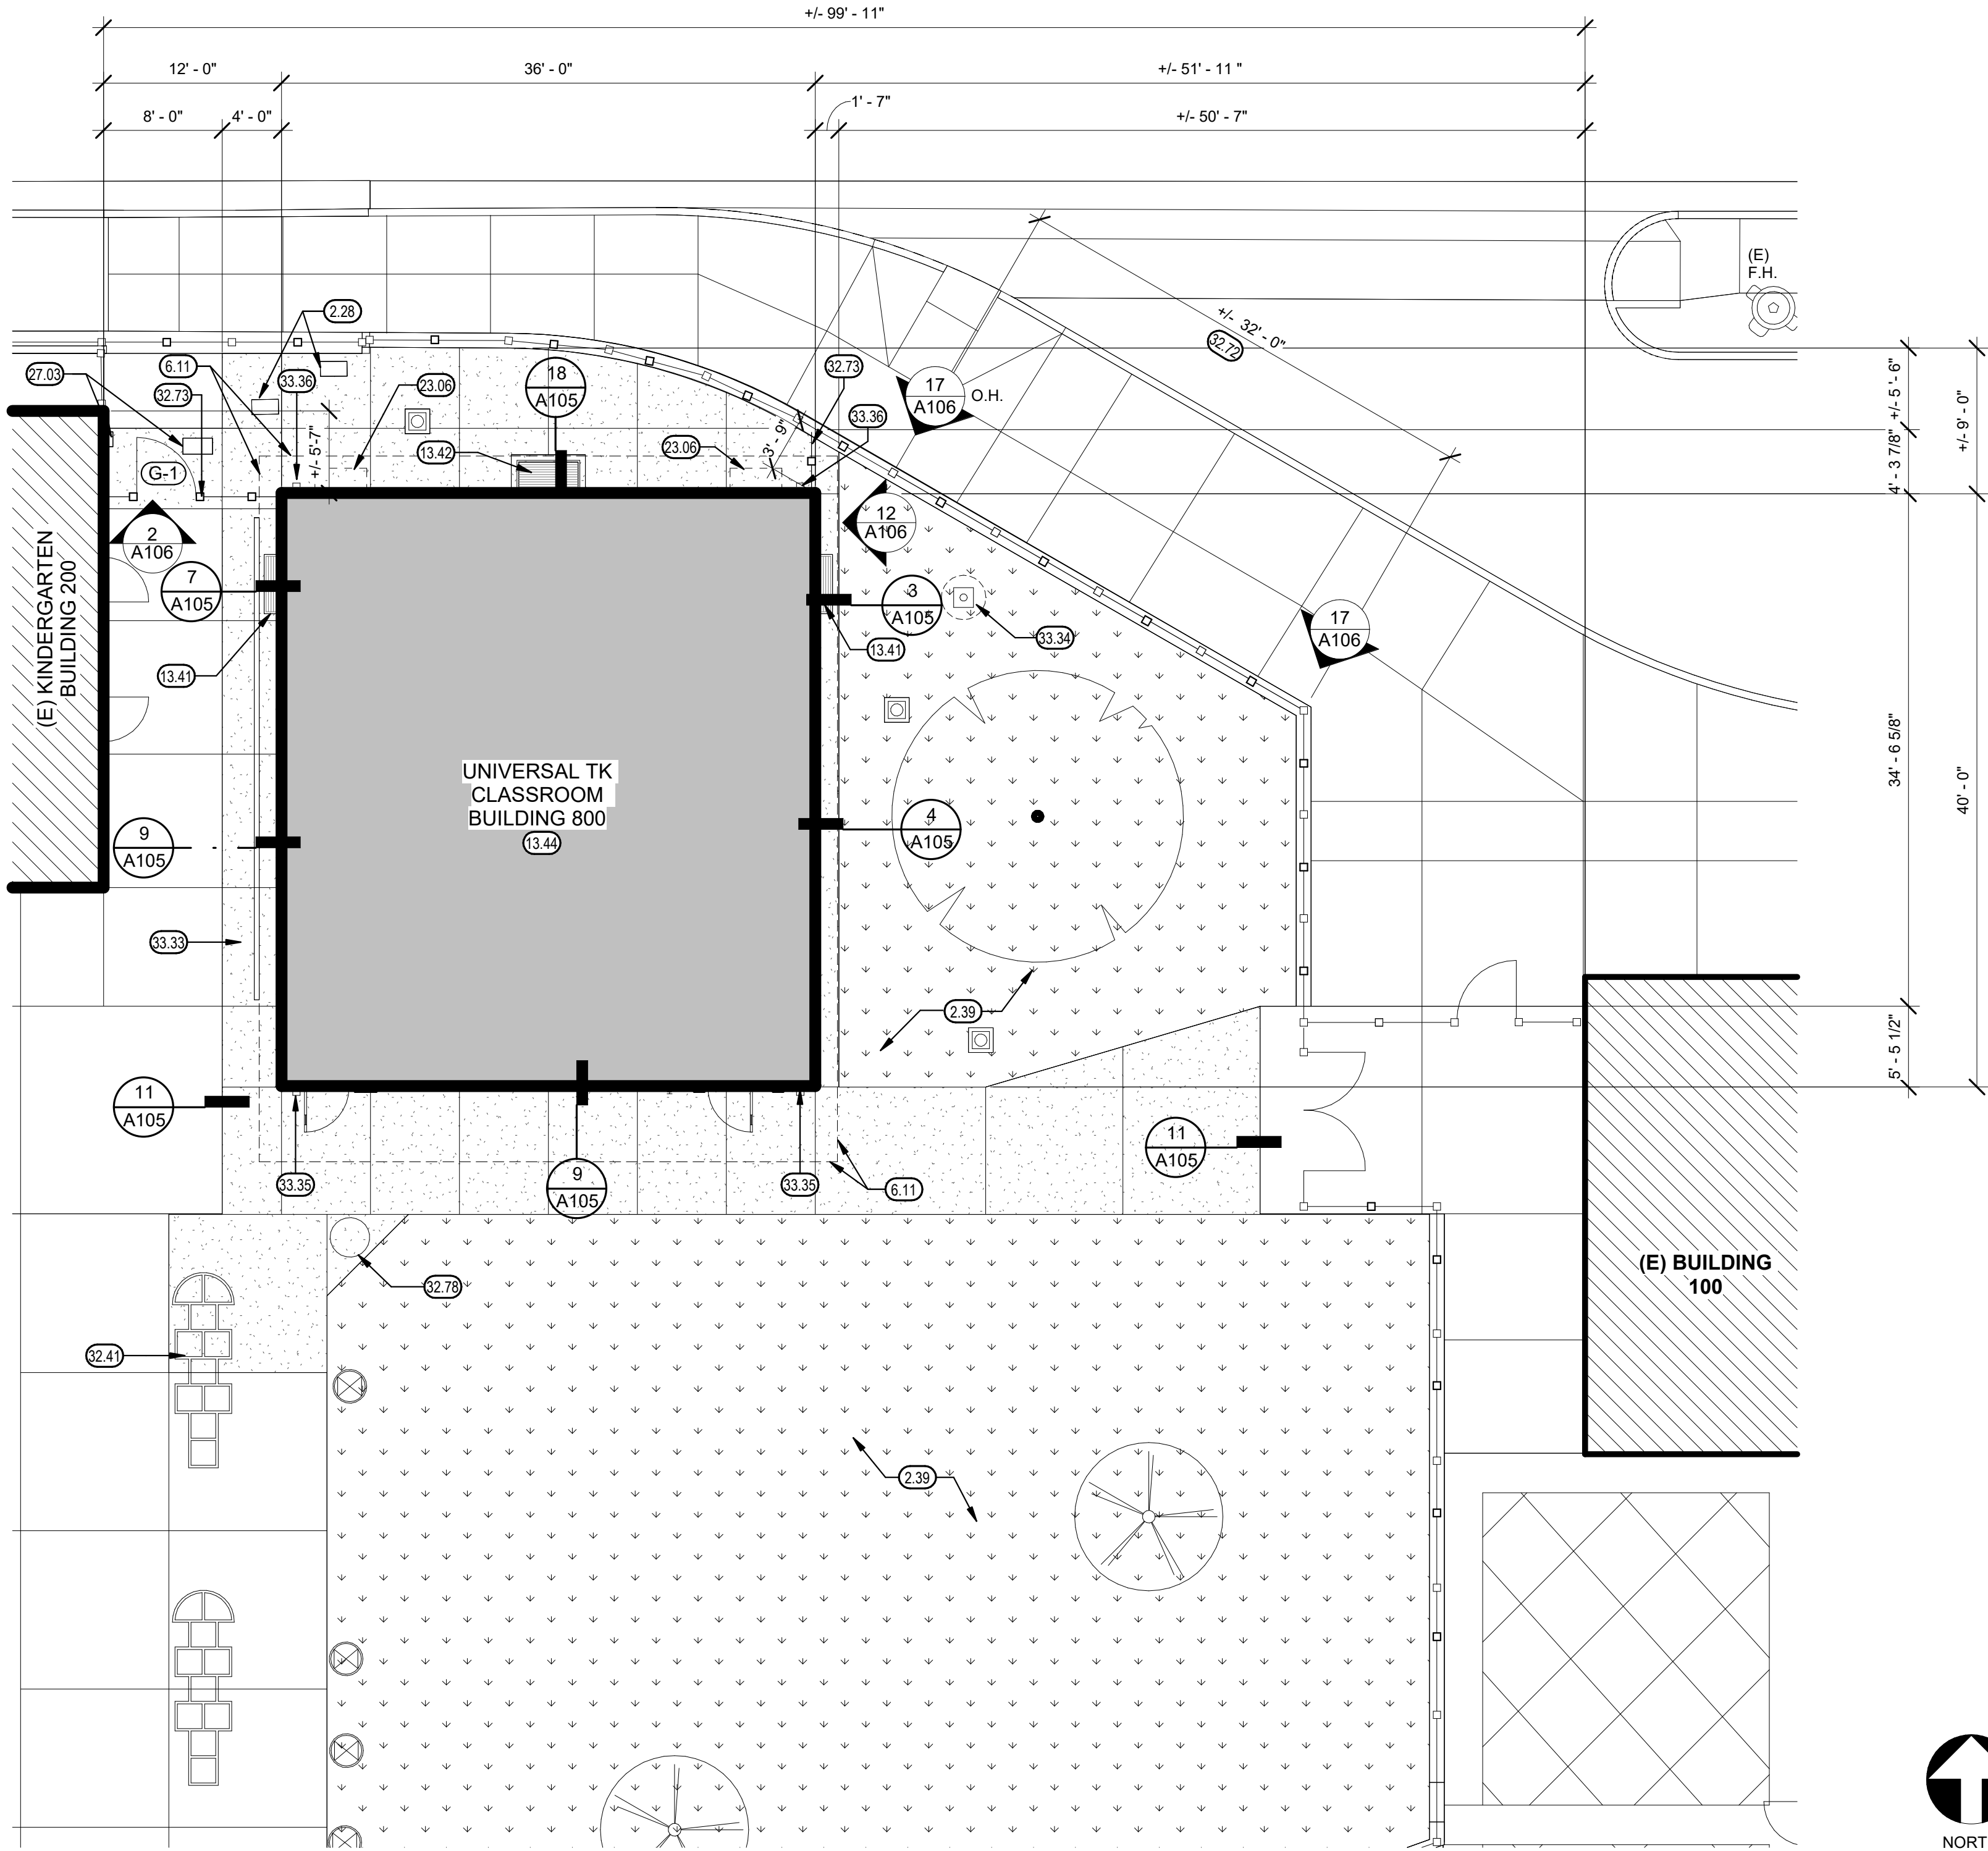 +/- 99' - 11"
12' - 0"
36' - 0"
+/- 51' - 11 "
8' - 0"
4' - 0"
1' - 7"
+/- 50' - 7"
(E)
F.H.
+/- 32' - 0"
32.72
2.28
6.11
27.03
32.73
33.36
23.06
18
A105
32.73
17
A106
O.H.
33.36
13.42
23.06
+/- 5'-7"
3' - 9"
G-1
2
A106
12
A106
(E) KINDERGARTEN
BUILDING 200
7
A105
3
A105
33.34
17
A106
13.41
13.41
UNIVERSAL TK
CLASSROOM
BUILDING 800
13.44
9
A105
4
A105
33.33
2.39
11
A105
11
A105
33.35
9
A105
33.35
6.11
32.78
32.41
2.39
(E) BUILDING
100
+/- 5' - 6"
4' - 3 7/8"
+/- 9' - 0"
34' - 6 5/8"
40' - 0"
5' - 5 1/2"
NORT